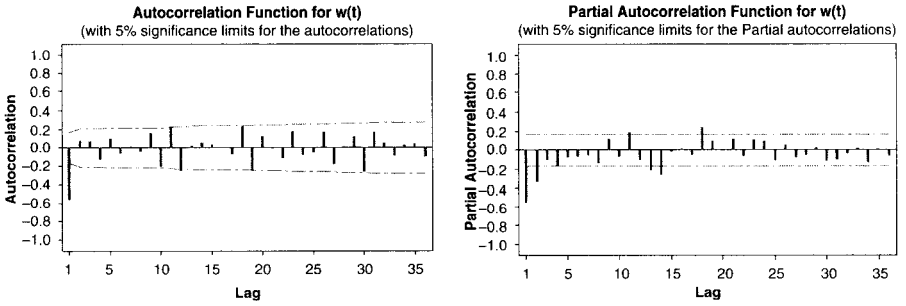 Autocorrelation Function for w(t)
(with 5% significance limits for the autocorrelations)
Autocorrelation
1.0
0.8
0.6
0.4
0.2
0.0
−0.2
−0.4
−0.6
−0.8
−1.0
1 5 10 15 20 25 30 35
Lag
Partial Autocorrelation Function for w(t)
(with 5% significance limits for the Partial autocorrelations)
Partial Autocorrelation
1.0
0.8
0.6
0.4
0.2
0.0
−0.2
−0.4
−0.6
−0.8
−1.0
1 5 10 15 20 25 30 35
Lag